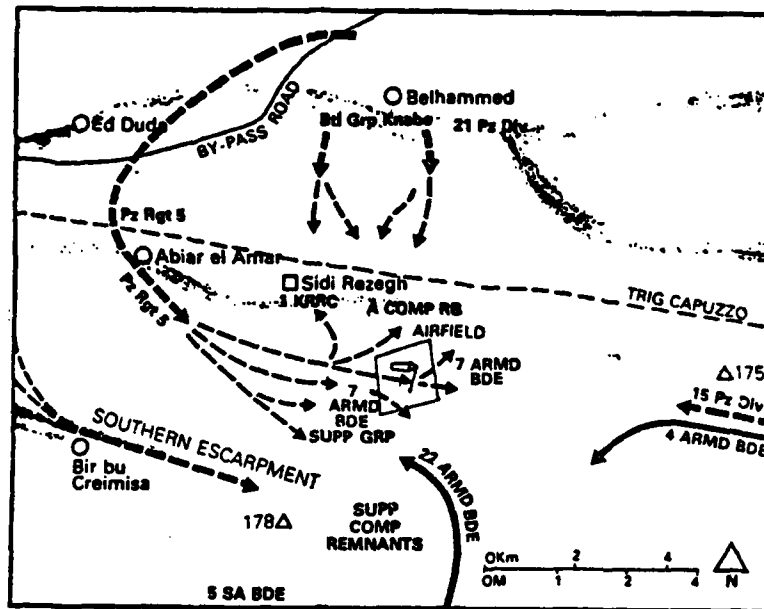 Belhammed
Ed Duda
BY-PASS ROAD
Btl Grp Knabe
21 Pz Div
Pz Rgt 5
Abiar el Amar
Pz Rgt 5
Sidi Rezegh
1 KRRC
A COMP RB
TRIG CAPUZZO
AIRFIELD
7 ARMD
BDE
7
ARMD
BDE
SUPP GRP
△175
15 Pz Div
4 ARMD BDE
SOUTHERN ESCARPMENT
Bir bu
Creimisa
22 ARMD BDE
178△
SUPP
COMP
REMNANTS
5 SA BDE
0Km 2 4
0M 1 2 4
N